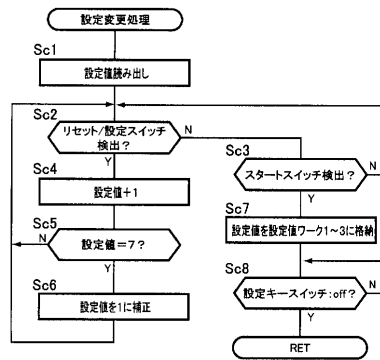 設定変更処理
Sc1
設定値読み出し
Sc2
リセット/設定スイッチ
検出?
N
Y
Sc3
スタートスイッチ検出?
N
Y
Sc4
設定値+1
Sc5
設定値=7?
N
Y
Sc6
設定値を1に補正
Sc7
設定値を設定値ワーク1~3に格納
Sc8
設定キースイッチ:off?
N
Y
RET